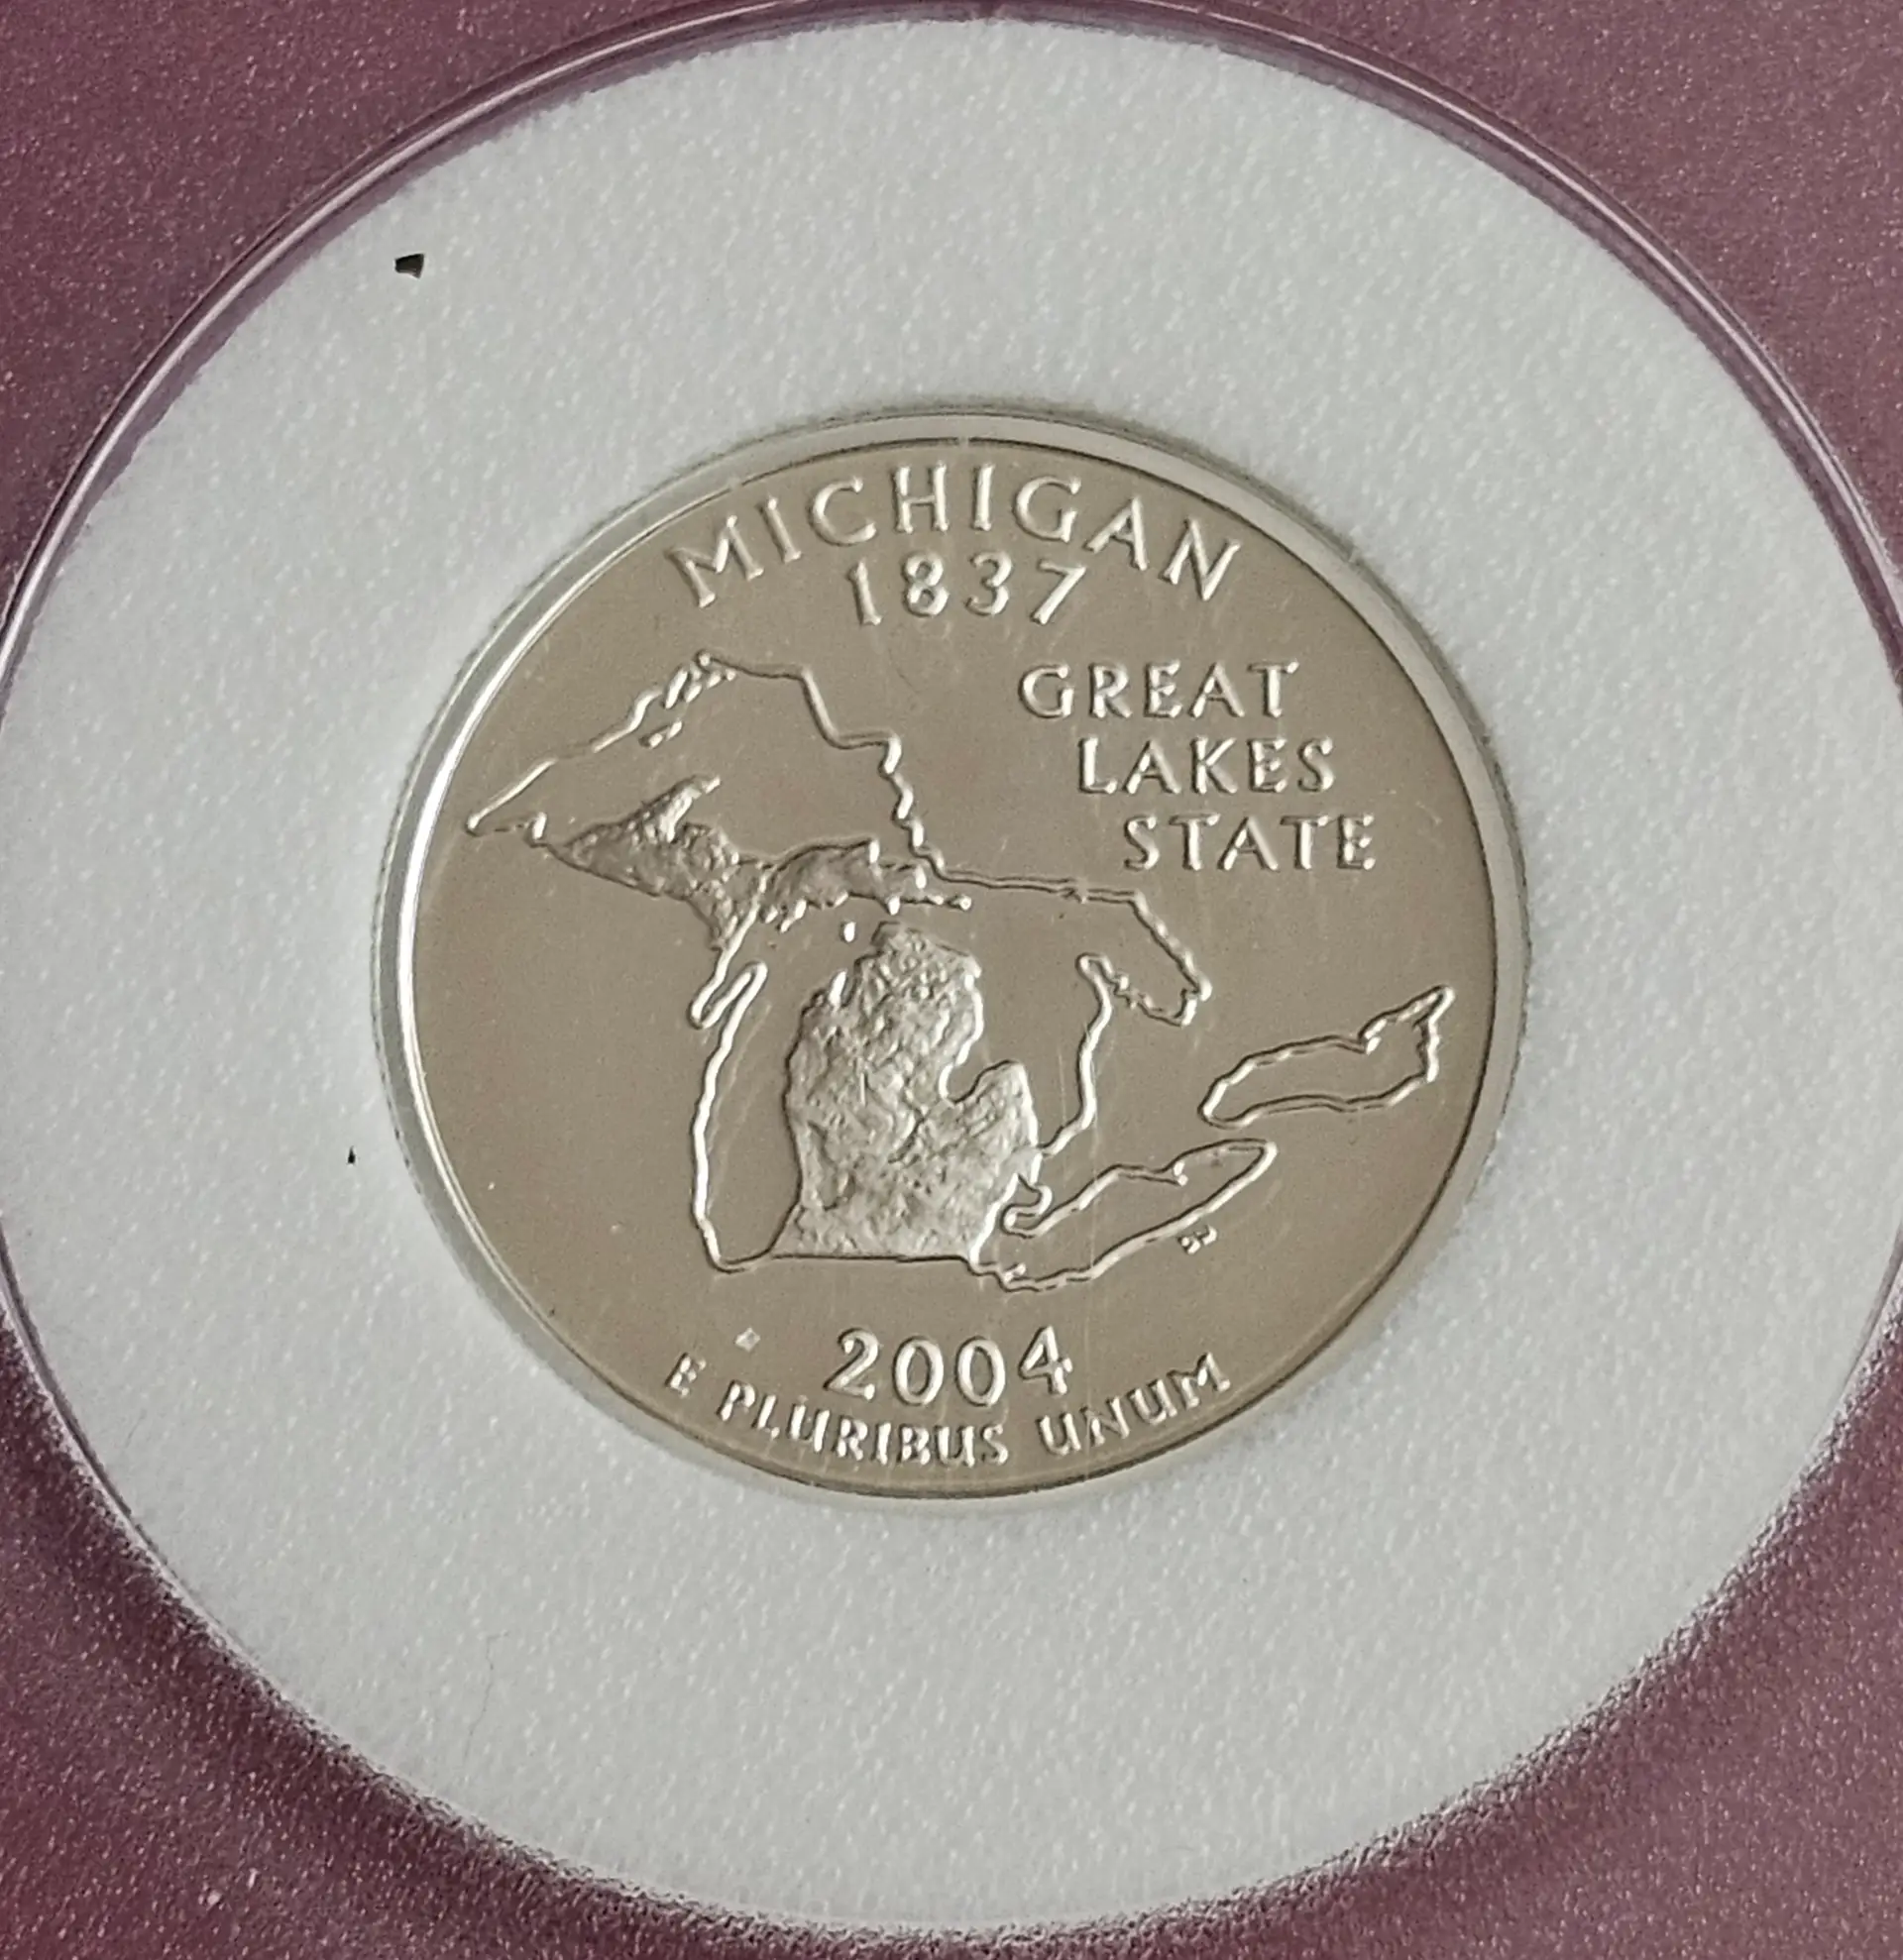 MICHIGAN
1837
GREAT
LAKES
STATE
2004
E PLURIBUS UNUM